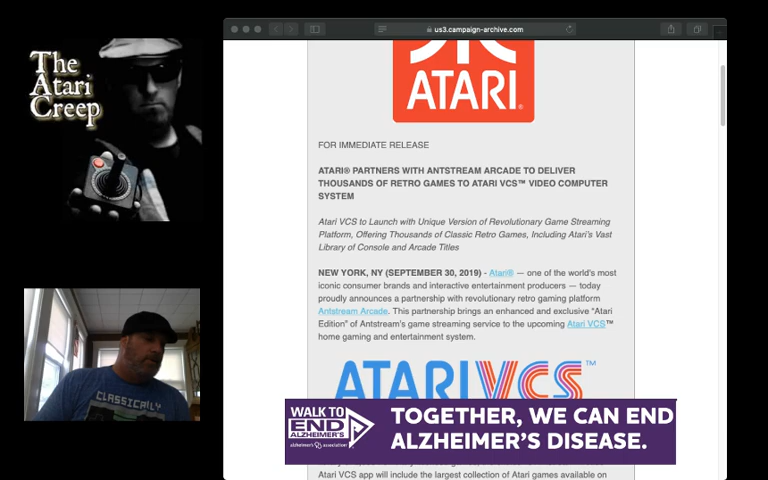 The
Atari
Creep
us3.campaign-archive.com
ATARI®
FOR IMMEDIATE RELEASE
ATARI® PARTNERS WITH ANTSTREAM ARCADE TO DELIVER
THOUSANDS OF RETRO GAMES TO ATARI VCS™ VIDEO COMPUTER
SYSTEM
Atari VCS to Launch with Unique Version of Revolutionary Game Streaming
Platform, Offering Thousands of Classic Retro Games, Including Atari's Vast
Library of Console and Arcade Titles
NEW YORK, NY (SEPTEMBER 30, 2019) - Atari® — one of the world's most
iconic consumer brands and interactive entertainment producers — today
proudly announces a partnership with revolutionary retro gaming platform
Antstream Arcade. This partnership brings an enhanced and exclusive "Atari
Edition" of Antstream's game streaming service to the upcoming Atari VCS™
home gaming and entertainment system.
ATARI VCS™
CLASSICALLY
WALK TO
END
ALZHEIMER'S
alzheimer's association®
TOGETHER, WE CAN END
ALZHEIMER'S DISEASE.
Atari VCS app will include the largest collection of Atari games available on